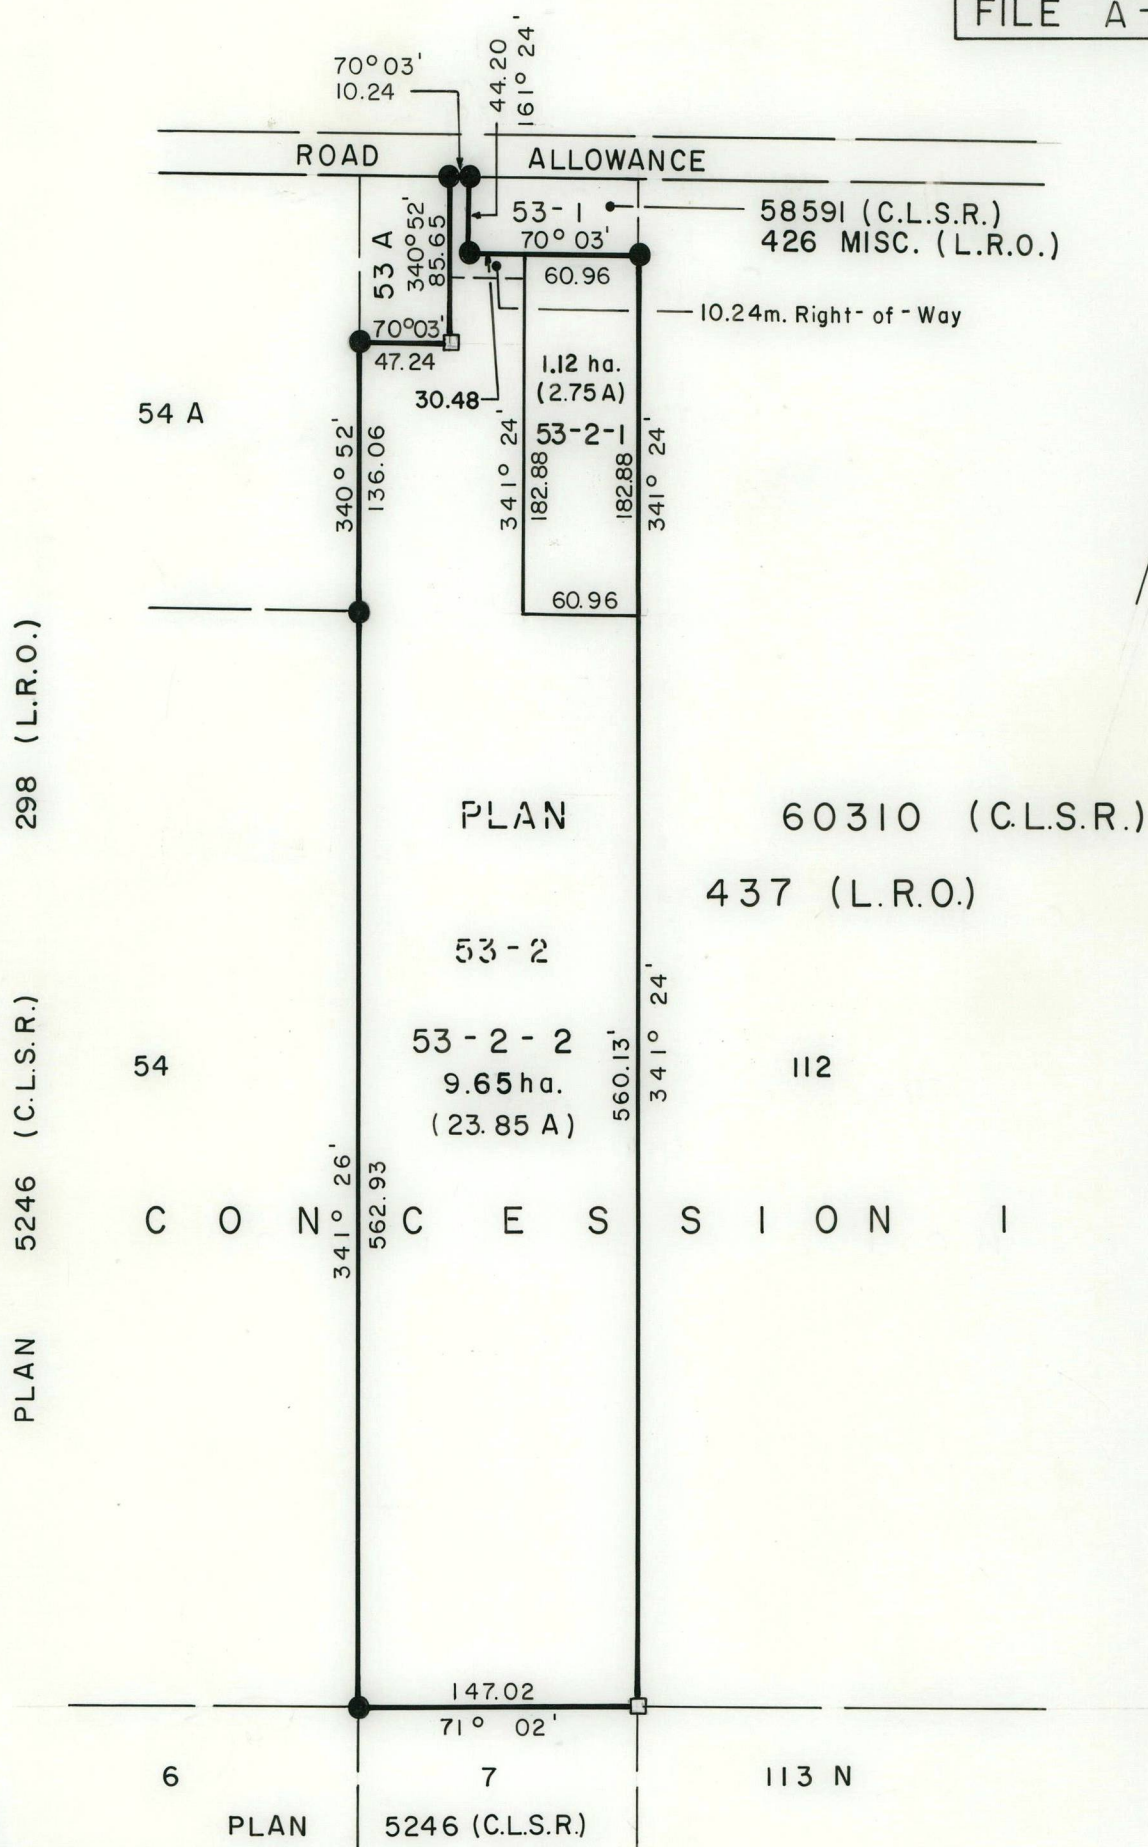 FILE A-
70° 03'
10.24
44.20
161° 24'
ROAD ALLOWANCE
53 A
340° 52'
85.65
53-1
70° 03'
60.96
58591 (C.L.S.R.)
426 MISC. (L.R.O.)
10.24m. Right-of-Way
70° 03'
47.24
30.48
1.12 ha.
(2.75 A)
53-2-1
54 A
340° 52'
136.06
341° 24'
182.88
182.88
341° 24'
60.96
PLAN 5246 (C.L.S.R.) 298 (L.R.O.)
PLAN 60310 (C.L.S.R.)
437 (L.R.O.)
53-2
53-2-2
9.65 ha.
(23.85 A)
560.13'
341° 24'
54
112
341° 26'
562.93
CONCESSION I
147.02
71° 02'
6 7 113 N
PLAN 5246 (C.L.S.R.)